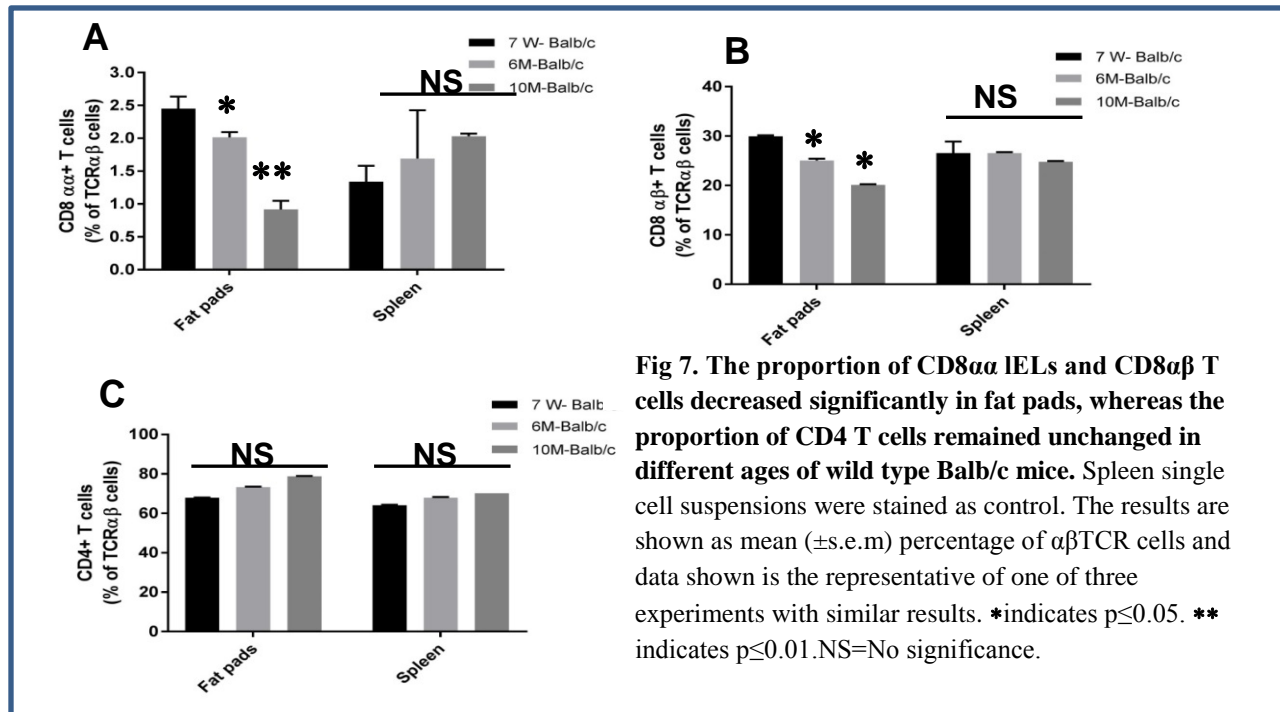 A
7 W- Balb/c
6M-Balb/c
10M-Balb/c
NS
*
**
3.0
2.5
2.0
1.5
1.0
0.5
0.0
CD8 αα+ T cells
(% of TCRαβ cells)
Fat pads
Spleen
B
7 W- Balb/c
6M-Balb/c
10M-Balb/c
NS
*
*
40
30
20
10
0
CD8 αβ+ T cells
(% of TCRαβ cells)
Fat pads
Spleen
C
7 W- Balb
6M-Balb/c
10M-Balb/c
NS
NS
100
80
60
40
20
0
CD4+ T cells
(% of TCRαβ cells)
Fat pads
Spleen
Fig 7. The proportion of CD8αα lELs and CD8αβ T
cells decreased significantly in fat pads, whereas the
proportion of CD4 T cells remained unchanged in
different ages of wild type Balb/c mice. Spleen single
cell suspensions were stained as control. The results are
shown as mean (±s.e.m) percentage of αβTCR cells and
data shown is the representative of one of three
experiments with similar results. *indicates p≤0.05. **
indicates p≤0.01.NS=No significance.